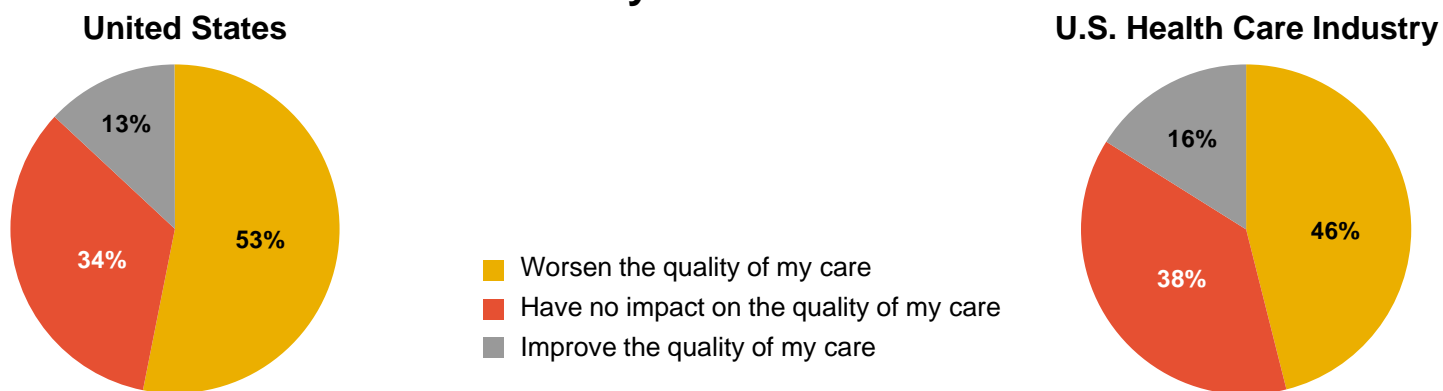 United States
13%
53%
34%
Worsen the quality of my care
Have no impact on the quality of my care
Improve the quality of my care
U.S. Health Care Industry
16%
46%
38%